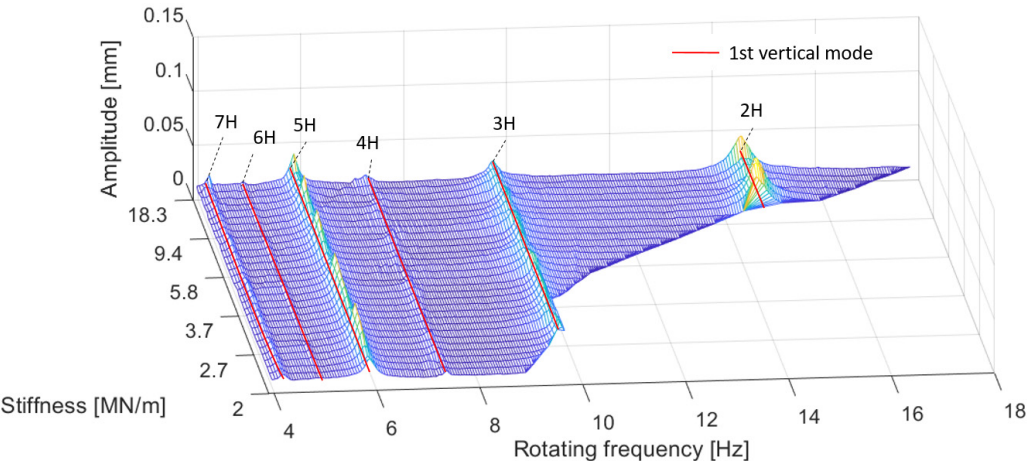 0.15
1st vertical mode
0.1
2H
7H
5H
3H
0.05
6H
4H
Amplitude [mm]
0
18.3
9.4
5.8
3.7
2.7
Stiffness [MN/m]
2
4
6
8
10
12
14
16
18
Rotating frequency [Hz]